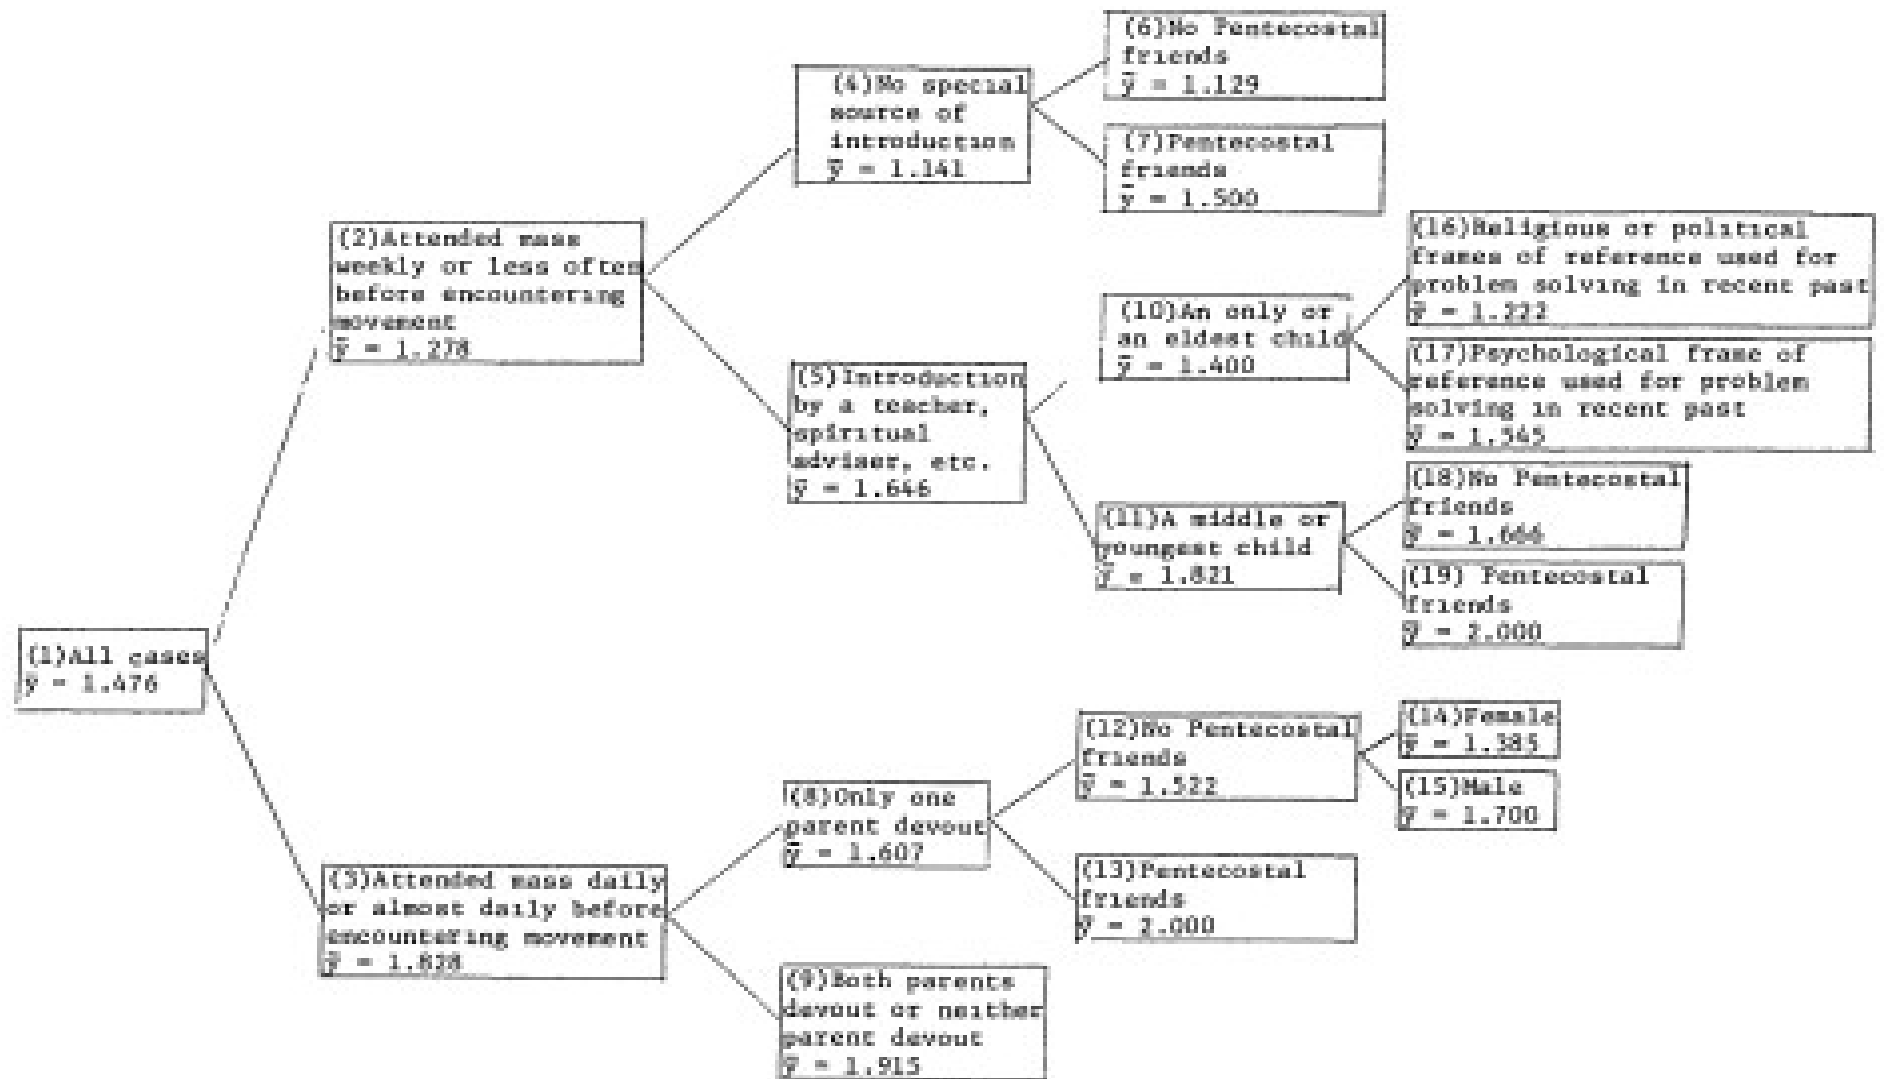 (1)All cases
ȳ = 1.476
(2)Attended mass
weekly or less often
before encountering
movement
ȳ = 1.278
(3)Attended mass daily
or almost daily before
encountering movement
ȳ = 1.828
(4)No special
source of
introduction
ȳ = 1.141
(5)Introduction
by a teacher,
spiritual
adviser, etc.
ȳ = 1.646
(6)No Pentecostal
friends
ȳ = 1.129
(7)Pentecostal
friends
ȳ = 1.500
(8)Only one
parent devout
ȳ = 1.607
(9)Both parents
devout or neither
parent devout
ȳ = 1.915
(10)An only or
an eldest child
ȳ = 1.400
(11)A middle or
youngest child
ȳ = 1.821
(12)No Pentecostal
friends
ȳ = 1.522
(13)Pentecostal
friends
ȳ = 2.000
(14)Female
ȳ = 1.385
(15)Male
ȳ = 1.700
(16)Religious or political
frames of reference used for
problem solving in recent past
ȳ = 1.222
(17)Psychological frame of
reference used for problem
solving in recent past
ȳ = 1.545
(18)No Pentecostal
friends
ȳ = 1.666
(19) Pentecostal
friends
ȳ = 2.000